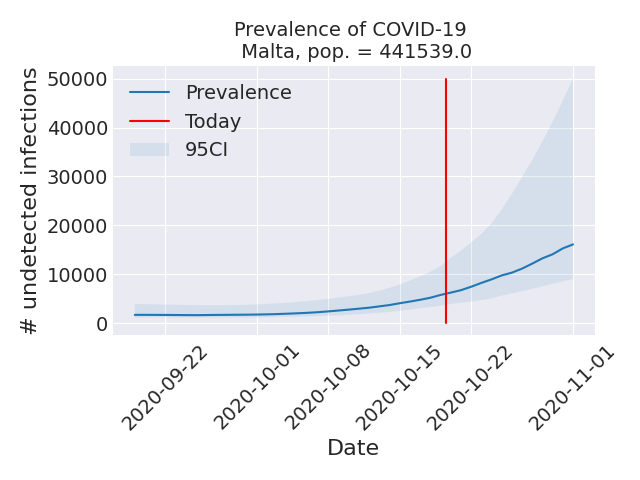 Prevalence of COVID-19
Malta, pop. = 441539.0
# undetected infections
50000
40000
30000
20000
10000
0
Prevalence
Today
95CI
2020-09-22
2020-10-01
2020-10-08
2020-10-15
2020-10-22
2020-11-01
Date